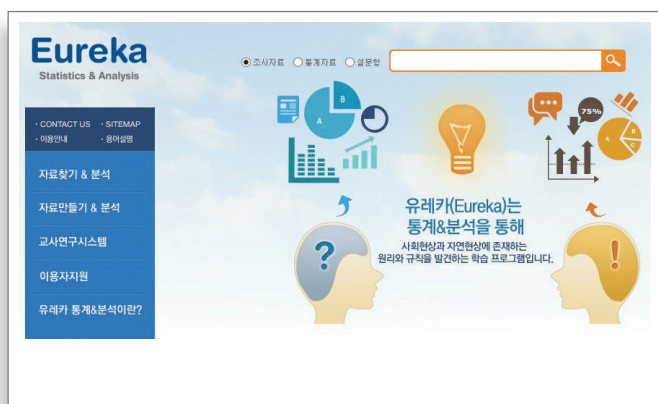 Eureka
Statistics & Analysis
조사자료 통계자료 설문항
· CONTACT US · SITEMAP
· 이용안내 · 용어설명
자료찾기 & 분석
자료만들기 & 분석
교사연구시스템
이용자지원
유레카 통계&분석이란?
A B
75%
A B C
?
!
유레카(Eureka)는
통계&분석을 통해
사회현상과 자연현상에 존재하는
원리와 규칙을 발견하는 학습 프로그램입니다.